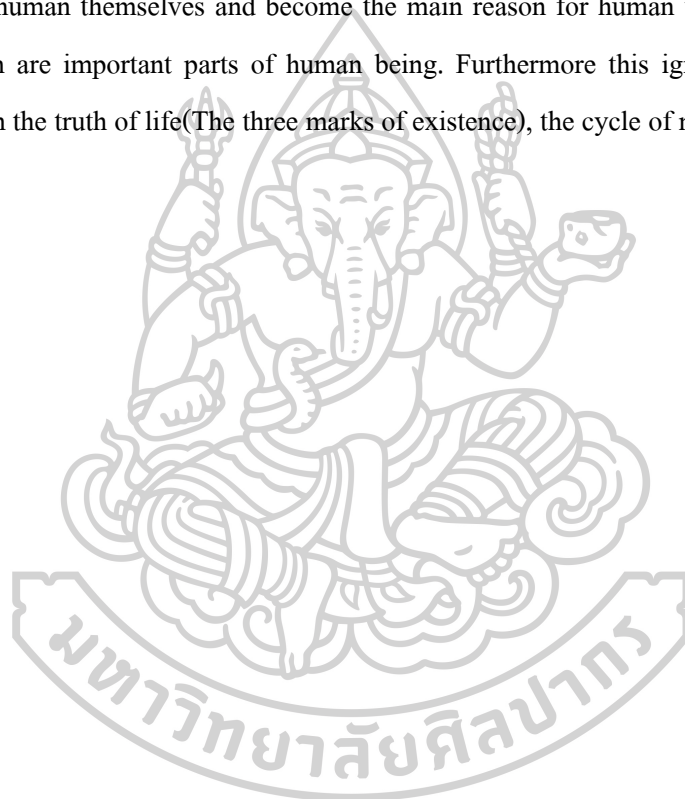 human themselves and become the main reason for human
are important parts of human being. Furthermore this
the truth of life(The three marks of existence), the cycle of
มหาวิทยาลัยศิลปากร